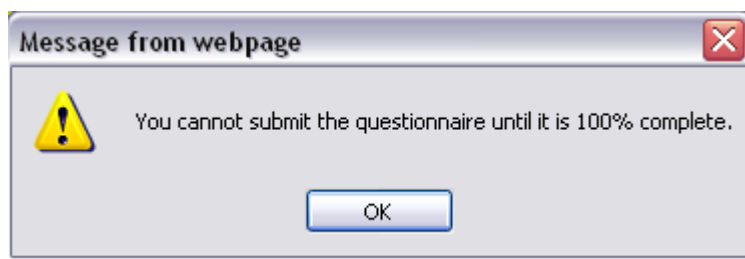 Message from webpage
You cannot submit the questionnaire until it is 100% complete.
OK